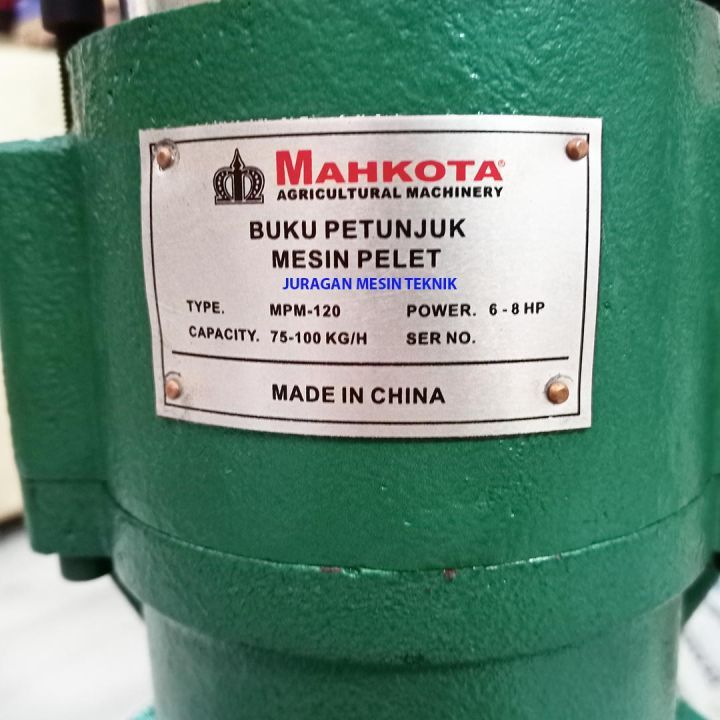 MAHKOTA®
AGRICULTURAL MACHINERY
BUKU PETUNJUK
MESIN PELET
JURAGAN MESIN TEKNIK
TYPE. MPM-120 POWER. 6 - 8 HP
CAPACITY. 75-100 KG/H SER NO.
MADE IN CHINA